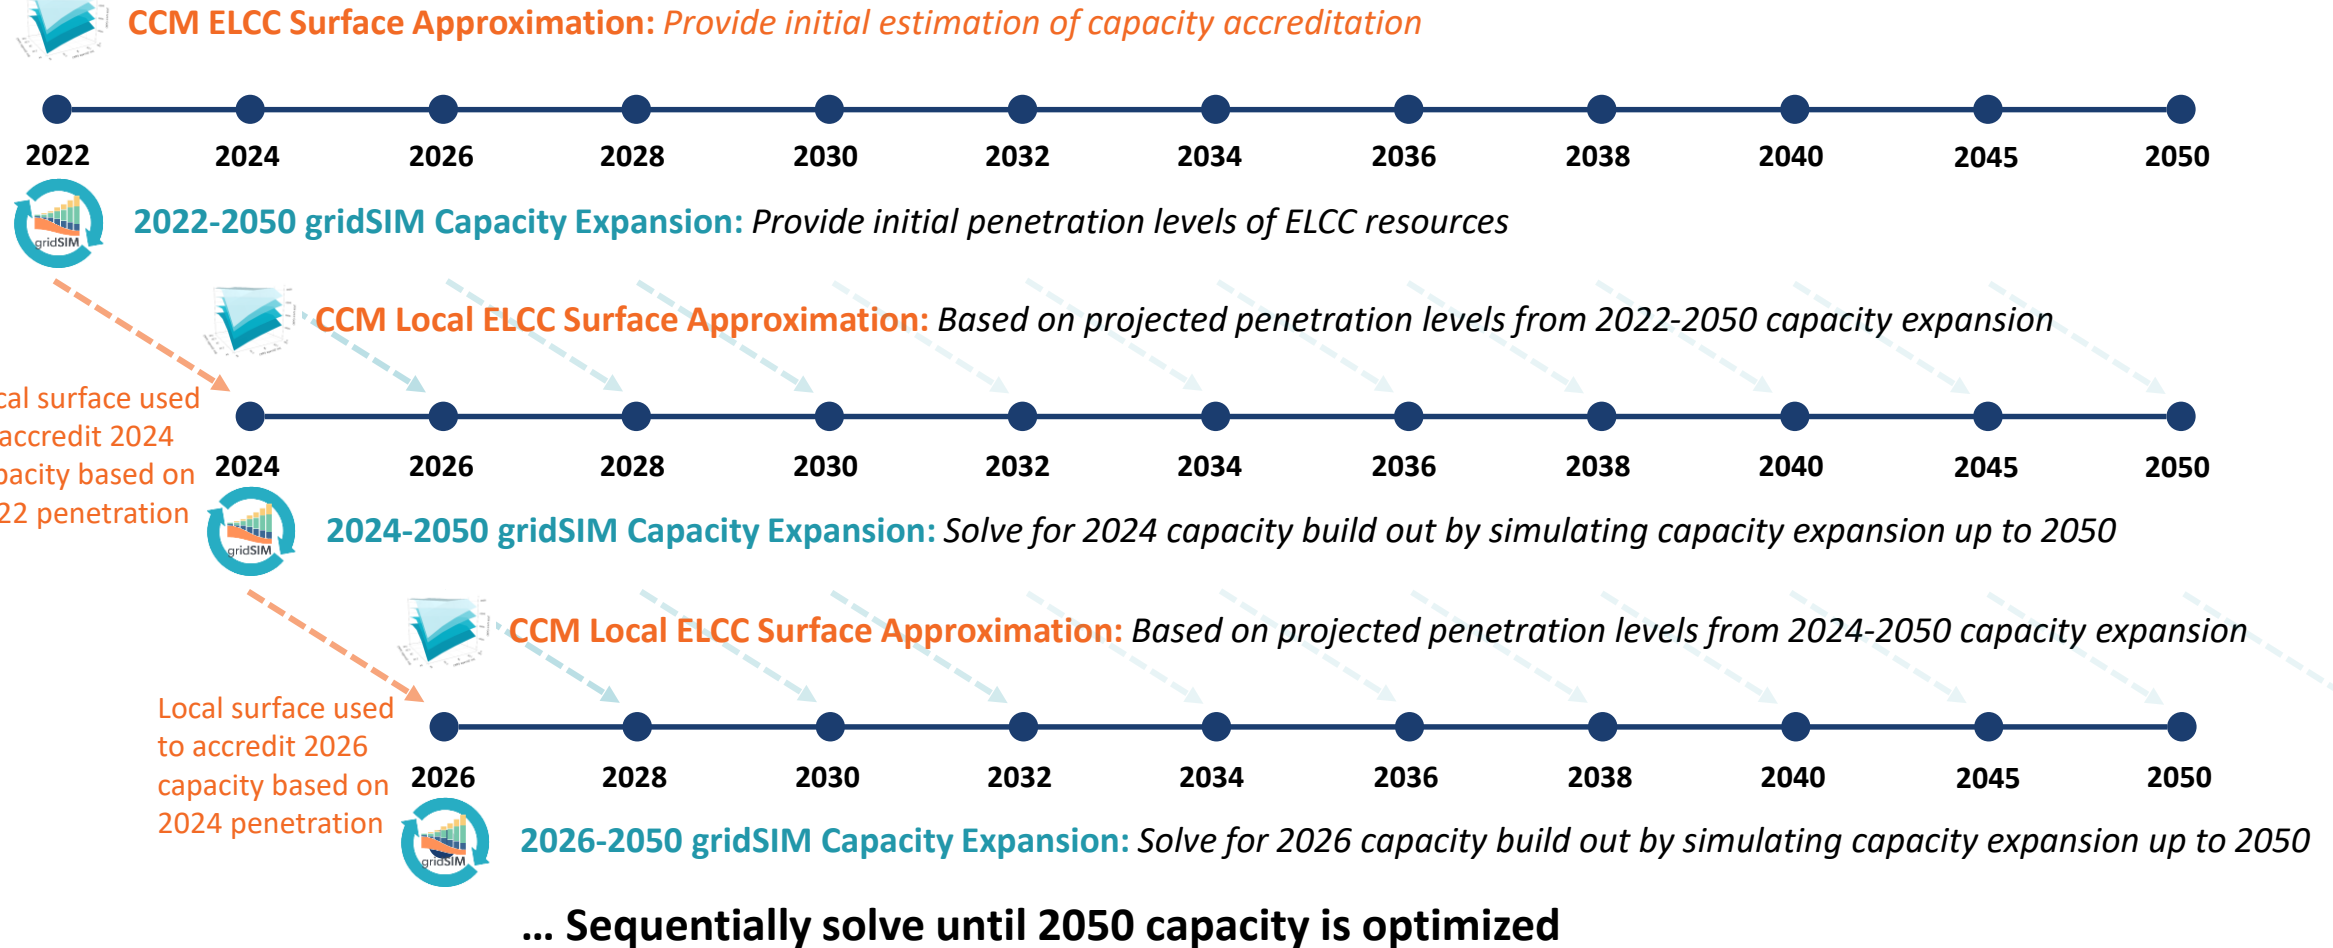 CCM ELCC Surface Approximation: Provide initial estimation of capacity accreditation
2022 2024 2026 2028 2030 2032 2034 2036 2038 2040 2045 2050
gridSIM
2022-2050 gridSIM Capacity Expansion: Provide initial penetration levels of ELCC resources
CCM Local ELCC Surface Approximation: Based on projected penetration levels from 2022-2050 capacity expansion
surface used
accredit 2024
based on
penetration
2024 2026 2028 2030 2032 2034 2036 2038 2040 2045 2050
gridSIM
2024-2050 gridSIM Capacity Expansion: Solve for 2024 capacity build out by simulating capacity expansion up to 2050
CCM Local ELCC Surface Approximation: Based on projected penetration levels from 2024-2050 capacity expansion
Local surface used
to accredit 2026
capacity based on
2024 penetration
2026 2028 2030 2032 2034 2036 2038 2040 2045 2050
gridSIM
2026-2050 gridSIM Capacity Expansion: Solve for 2026 capacity build out by simulating capacity expansion up to 2050
... Sequentially solve until 2050 capacity is optimized